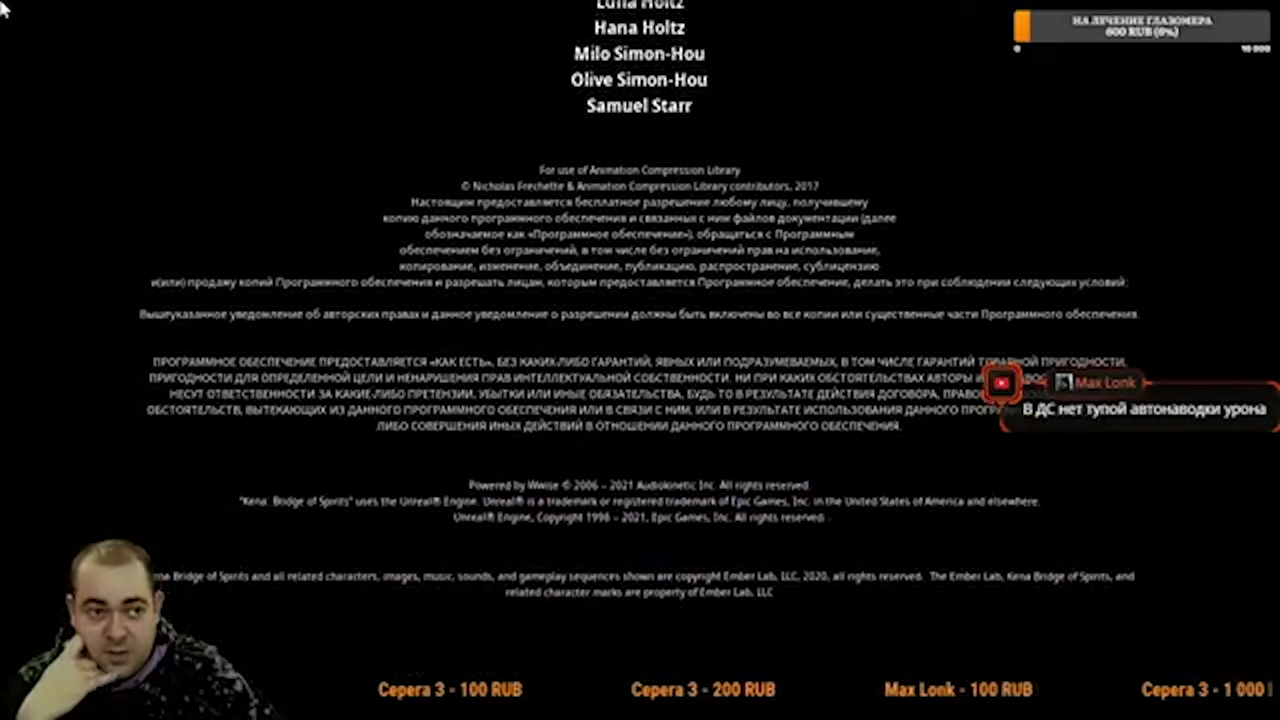 Luna Holtz
Hana Holtz
Milo Simon-Hou
Olive Simon-Hou
Samuel Starr
НА ЛЕЧЕНИЕ ГЛАЗОМЕРА
600 RUB (6%)
0
10 000
For use of Animation Compression Library
© Nicholas Frechette & Animation Compression Library contributors, 2017
Настоящим предоставляется бесплатное разрешение любому лицу, получившему
копию данного программного обеспечения и связанных с ним файлов документации (далее
обозначаемое как «Программное обеспечение»), обращаться с Программным
обеспечением без ограничений, в том числе без ограничений прав на использование,
копирование, изменение, объединение, публикацию, распространение, сублицензию
и(или) продажу копий Программного обеспечения и разрешать лицам, которым предоставляется Программное обеспечение, делать это при соблюдении следующих условий:
Вышеуказанное уведомление об авторских правах и данное уведомление о разрешении должны быть включены во все копии или существенные части Программного обеспечения.
ПРОГРАММНОЕ ОБЕСПЕЧЕНИЕ ПРЕДОСТАВЛЯЕТСЯ «КАК ЕСТЬ», БЕЗ КАКИХ-ЛИБО ГАРАНТИЙ, ЯВНЫХ ИЛИ ПОДРАЗУМЕВАЕМЫХ, В ТОМ ЧИСЛЕ ГАРАНТИЙ ТОВАРНОЙ ПРИГОДНОСТИ,
ПРИГОДНОСТИ ДЛЯ ОПРЕДЕЛЕННОЙ ЦЕЛИ И НЕНАРУШЕНИЯ ПРАВ ИНТЕЛЛЕКТУАЛЬНОЙ СОБСТВЕННОСТИ. НИ ПРИ КАКИХ ОБСТОЯТЕЛЬСТВАХ АВТОРЫ
НЕСУТ ОТВЕТСТВЕННОСТИ ЗА КАКИЕ-ЛИБО ПРЕТЕНЗИИ, УБЫТКИ ИЛИ ИНЫЕ ОБЯЗАТЕЛЬСТВА, БУДЬ ТО В РЕЗУЛЬТАТЕ ДЕЙСТВИЯ ДОГОВОРА,
ОБСТОЯТЕЛЬСТВ, ВЫТЕКАЮЩИХ ИЗ ДАННОГО ПРОГРАММНОГО ОБЕСПЕЧЕНИЯ ИЛИ В СВЯЗИ С НИМ, ИЛИ В РЕЗУЛЬТАТЕ ИСПОЛЬЗОВАНИЯ ДАННОГО
ЛИБО СОВЕРШЕНИЯ ИНЫХ ДЕЙСТВИЙ В ОТНОШЕНИИ ДАННОГО ПРОГРАММНОГО ОБЕСПЕЧЕНИЯ.
Max Lonk
В ДС нет тупой автонаводки урона
Powered by Wwise © 2006 – 2021 Audiokinetic Inc. All rights reserved.
"Kena: Bridge of Spirits" uses the Unreal® Engine. Unreal® is a trademark or registered trademark of Epic Games, Inc. in the United States of America and elsewhere.
Unreal® Engine, Copyright 1998 – 2021, Epic Games, Inc. All rights reserved.
Bridge of Spirits and all related characters, images, music, sounds, and gameplay sequences shown are copyright Ember Lab, LLC, 2020, all rights reserved. The Ember Lab, Kena Bridge of Spirits, and
related character marks are property of Ember Lab, LLC
Серега 3 - 100 RUB
Серега 3 - 200 RUB
Max Lonk - 100 RUB
Серега 3 - 1 000